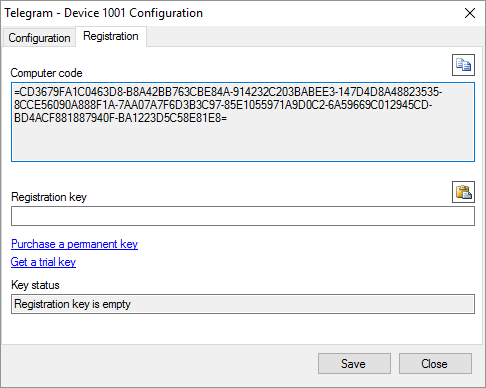 Telegram - Device 1001 Configuration
Configuration
Registration
Computer code
=CD3679FA1C0463D8-B8A42BB763CBE84A-914232C203BABEE3-147D4D8A48823535-
8CCE56090A888F1A-7AA07A7F6D3B3C97-85E1055971A9D0C2-6A59669C012945CD-
BD4ACF881887940F-BA1223D5C58E81E8=
Registration key
Purchase a permanent key
Get a trial key
Key status
Registration key is empty
Save
Close